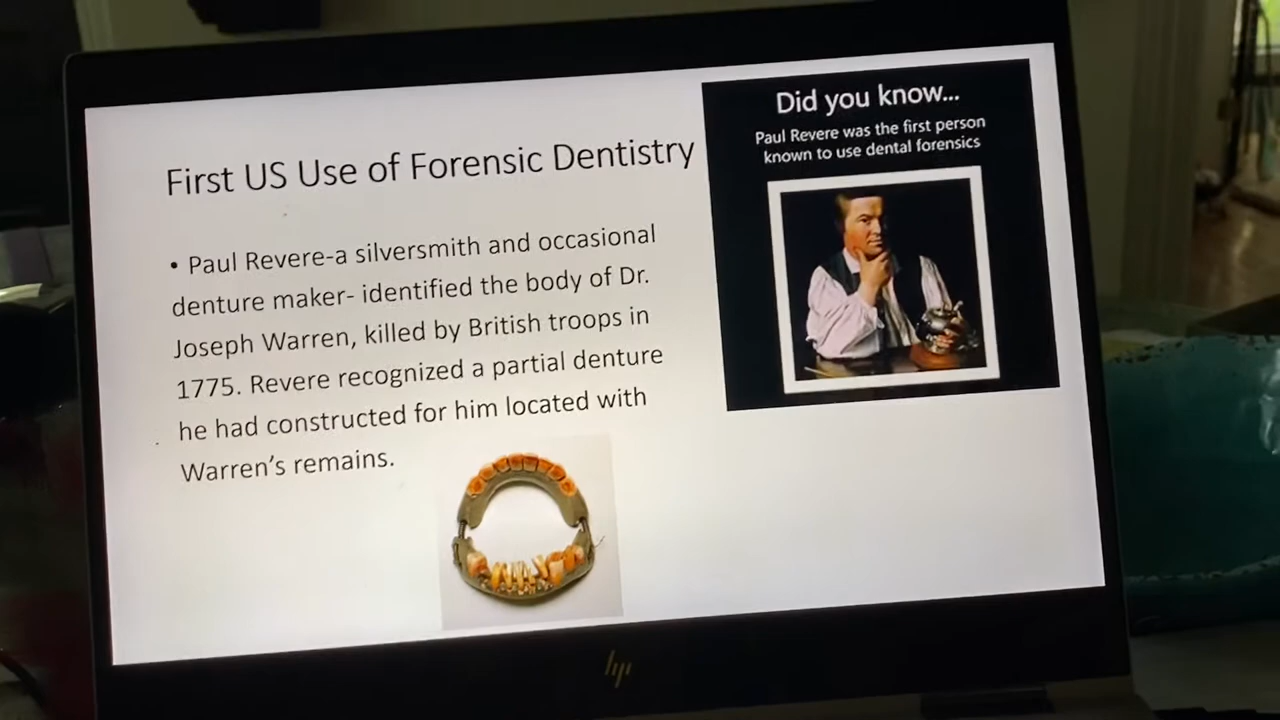 First US Use of Forensic Dentistry
• Paul Revere-a silversmith and occasional
denture maker- identified the body of Dr.
Joseph Warren, killed by British troops in
1775. Revere recognized a partial denture
he had constructed for him located with
Warren’s remains.
Did you know...
Paul Revere was the first person
known to use dental forensics
hp